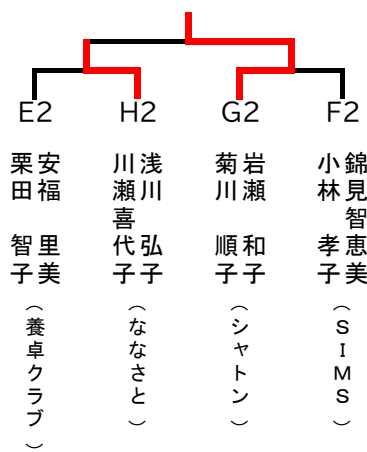 E2
H2
G2
F2
安福 里美
栗田 智子
（養卓クラブ）
浅川 弘子
川瀬喜代子
（ななさと）
岩瀬 和子
菊川 順子
（シャトン）
錦見智恵美
小林 孝子
（SIMS）